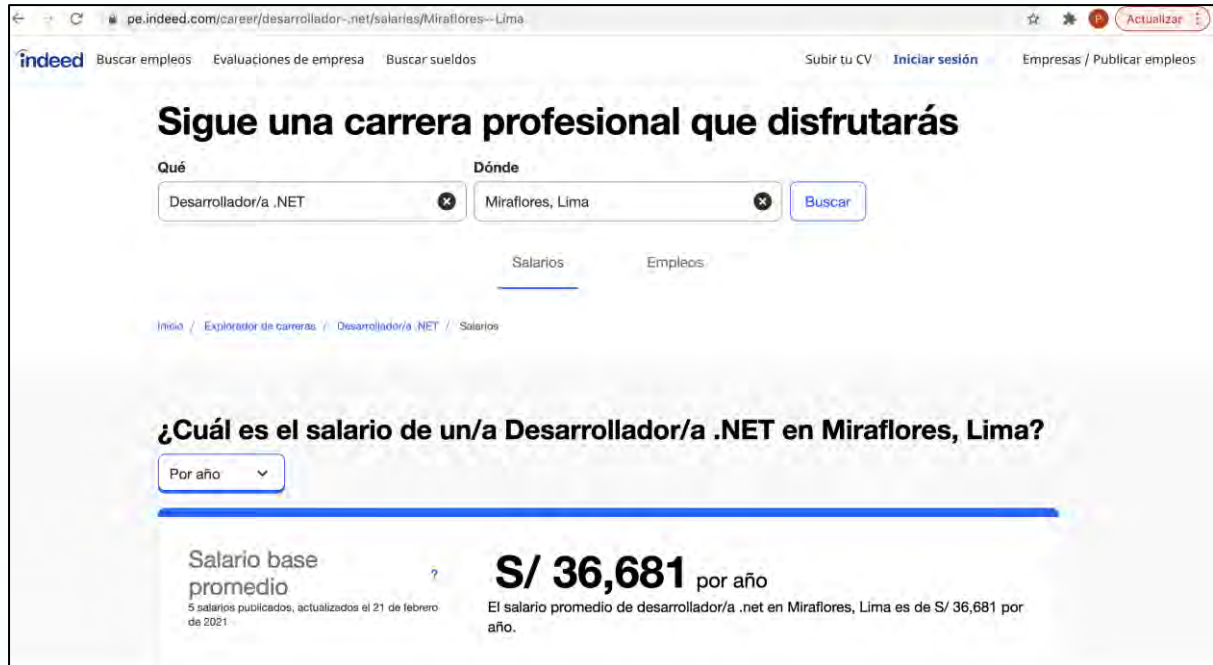 pe.indeed.com/career/desarrollador-.net/salaries/Miraflores--Lima
P
Actualizar
indeed Buscar empleos Evaluaciones de empresa Buscar sueldos Subir tu CV Iniciar sesión Empresas / Publicar empleos
Sigue una carrera profesional que disfrutarás
Qué Dónde
Desarrollador/a .NET Miraflores, Lima Buscar
Salarios Empleos
Inicio / Explorador de carreras / Desarrollador/a .NET / Salarios
¿Cuál es el salario de un/a Desarrollador/a .NET en Miraflores, Lima?
Por año
Salario base
promedio
?
5 salarios publicados, actualizados el 21 de febrero
de 2021
S/ 36,681 por año
El salario promedio de desarrollador/a .net en Miraflores, Lima es de S/ 36,681 por
año.